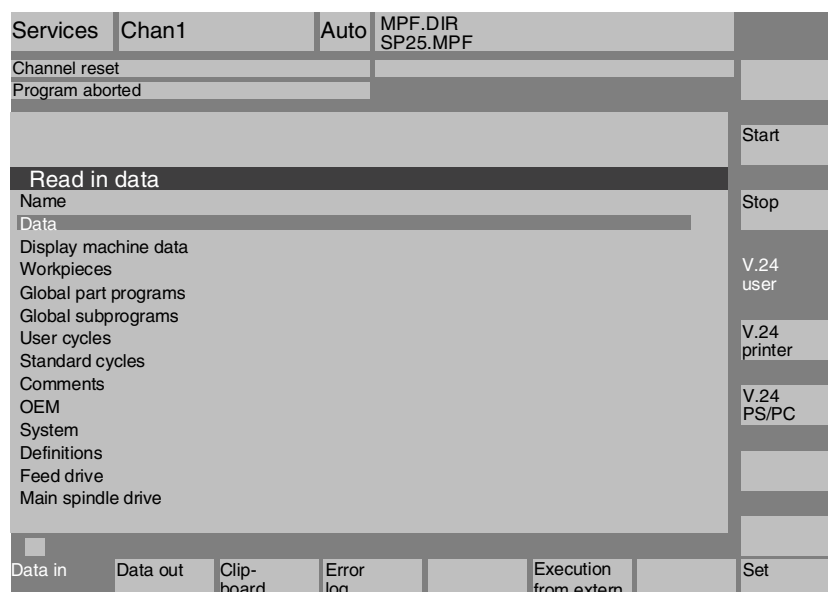 Services Chan1 Auto MPF.DIR
SP25.MPF
Channel reset
Program aborted
Start
Read in data
Name
Stop
Data
Display machine data
Workpieces
V.24
user
Global part programs
Global subprograms
User cycles
V.24
printer
Standard cycles
Comments
V.24
PS/PC
OEM
System
Definitions
Feed drive
Main spindle drive
Data in Data out Clip- Error Execution Set
board log from extern